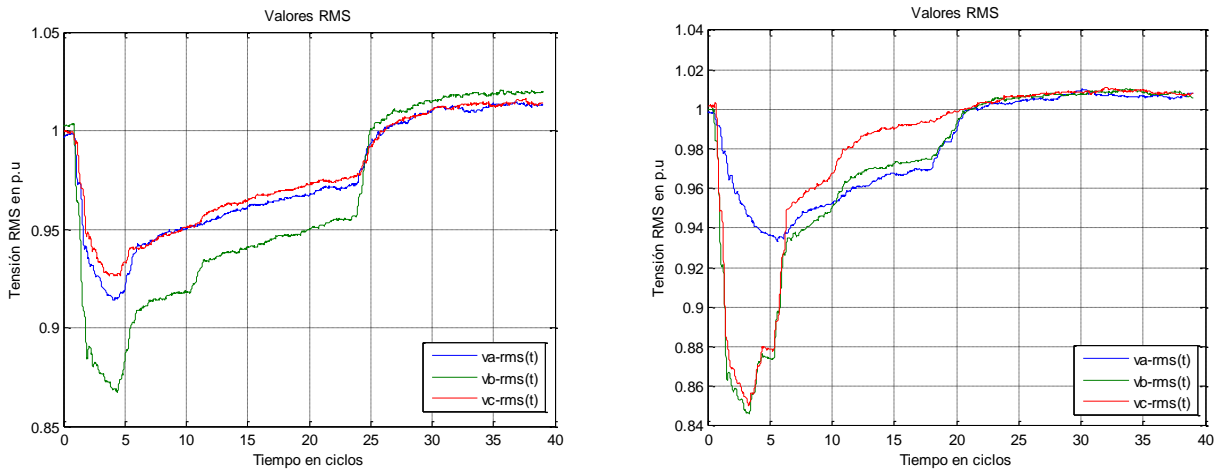 Valores RMS
1.05
1
0.95
0.9
0.85
Tensión RMS en p.u
0 5 10 15 20 25 30 35 40
Tiempo en ciclos
va-rms(t)
vb-rms(t)
vc-rms(t)
Valores RMS
1.04
1.02
1
0.98
0.96
0.94
0.92
0.9
0.88
0.86
0.84
Tensión RMS en p.u
0 5 10 15 20 25 30 35 40
Tiempo en ciclos
va-rms(t)
vb-rms(t)
vc-rms(t)